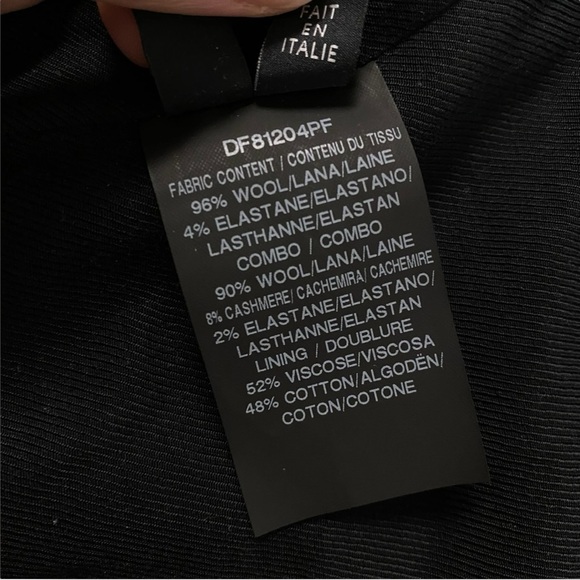 FAIT
EN
ITALIE
DF81204PF
FABRIC CONTENT / CONTENU DU TISSU
96% WOOL/LANA/LAINE
4% ELASTANE/ELASTANO/
LASTHANNE/ELASTAN
COMBO / COMBO
90% WOOL/LANA/LAINE
8% CASHMERE/ CACHEMIRA/ CACHEMIRE
2% ELASTANE/ELASTANO/
LASTHANNE/ELASTAN
LINING / DOUBLURE
52% VISCOSE/VISCOSA
48% COTTON/ALGODËN/
COTON/COTONE